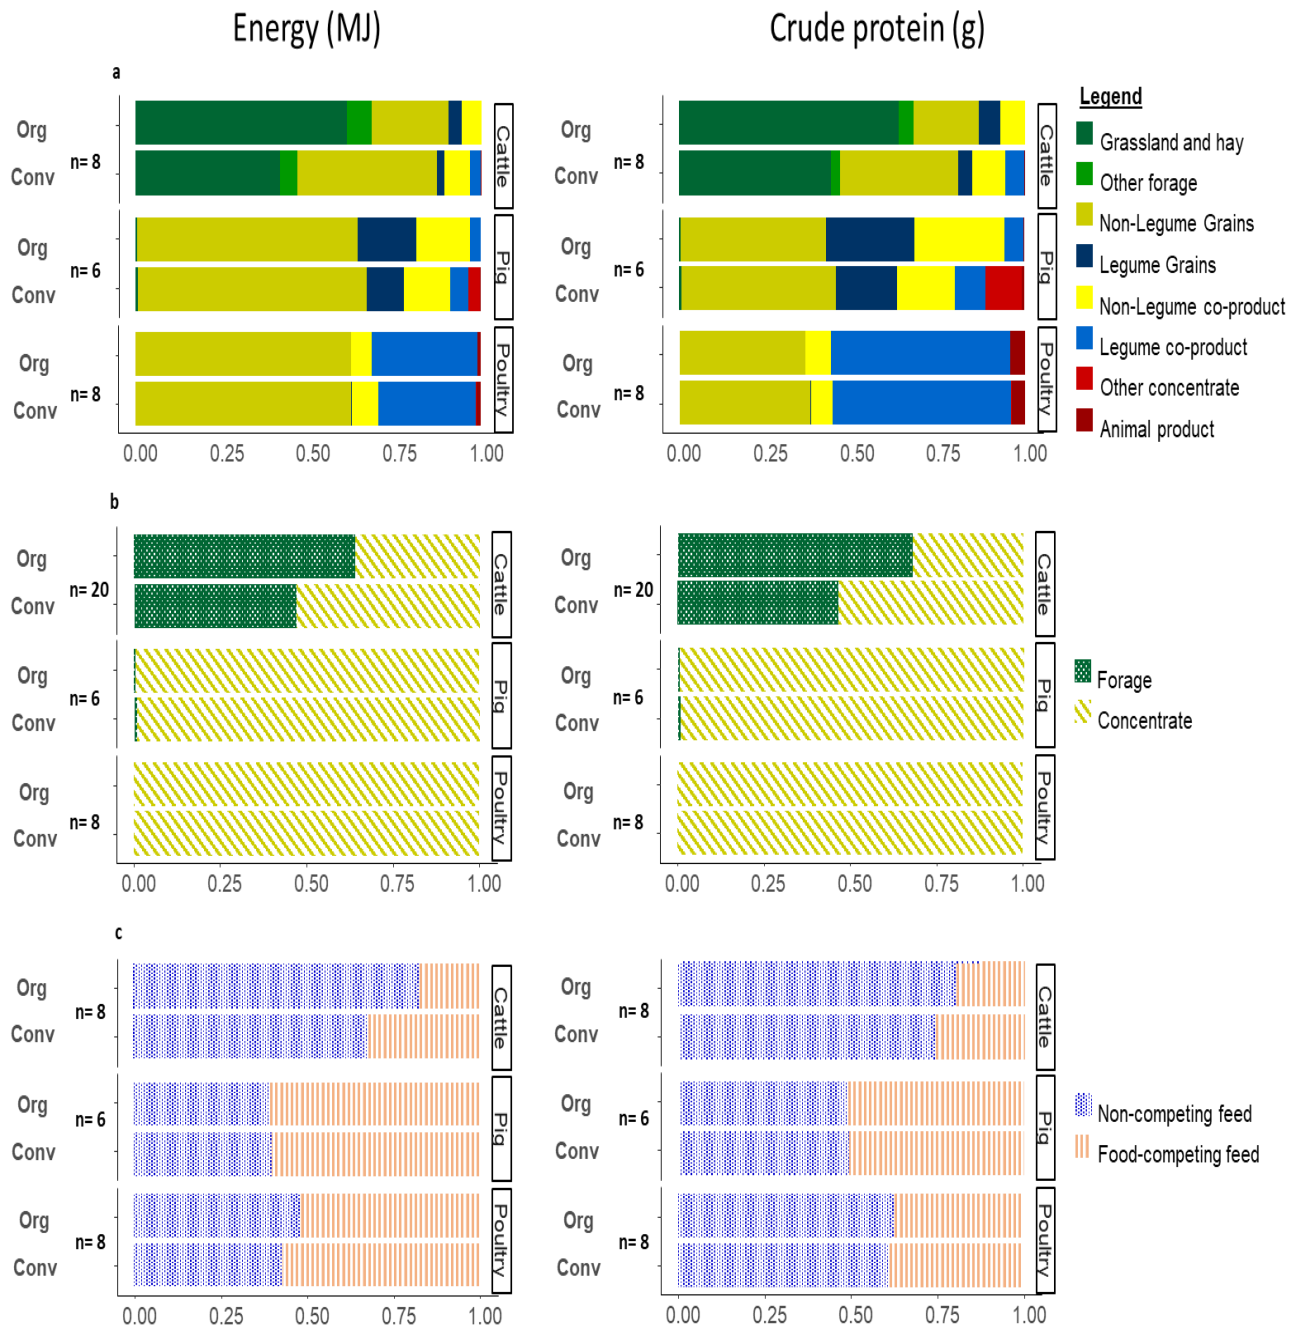 Energy (MJ) Crude protein (g)
a
Legend
Grassland and hay
Other forage
Non-Legume Grains
Legume Grains
Non-Legume co-product
Legume co-product
Other concentrate
Animal product
Org
n= 8
Conv
Cattle
Org
n= 6
Conv
Pig
Org
n= 8
Conv
Poultry
0.00 0.25 0.50 0.75 1.00
Org
n= 8
Conv
Cattle
Org
n= 6
Conv
Pig
Org
n= 8
Conv
Poultry
0.00 0.25 0.50 0.75 1.00
b
Org
n= 20
Conv
Cattle
Org
n= 6
Conv
Pig
Org
n= 8
Conv
Poultry
0.00 0.25 0.50 0.75 1.00
Org
n= 20
Conv
Cattle
Org
n= 6
Conv
Pig
Org
n= 8
Conv
Poultry
0.00 0.25 0.50 0.75 1.00
Forage
Concentrate
c
Org
n= 8
Conv
Cattle
Org
n= 6
Conv
Pig
Org
n= 8
Conv
Poultry
0.00 0.25 0.50 0.75 1.00
Org
n= 8
Conv
Cattle
Org
n= 6
Conv
Pig
Org
n= 8
Conv
Poultry
0.00 0.25 0.50 0.75 1.00
Non-competing feed
Food-competing feed